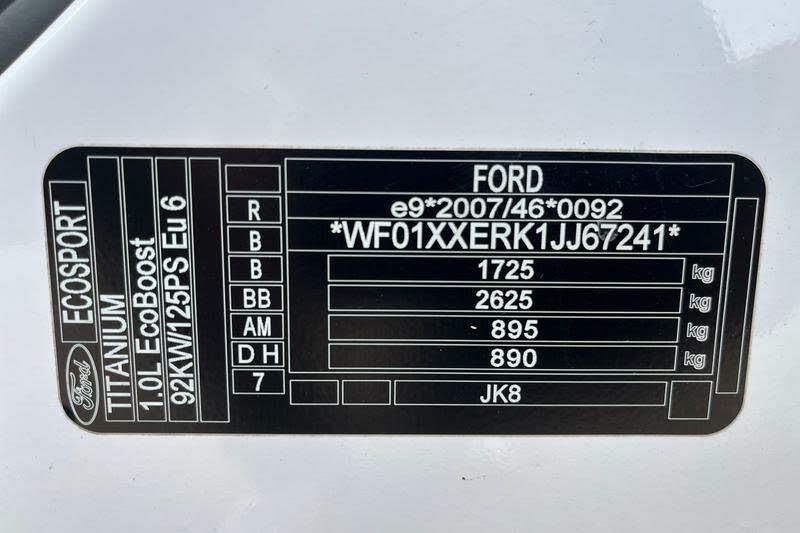 Ford
ECOSPORT
TITANIUM
1.0L EcoBoost
92KW/125PS Eu 6
FORD
R e9*2007/46*0092
B *WF01XXERK1JJ67241*
B 1725 kg
BB 2625 kg
AM 895 kg
D H 890 kg
7 JK8